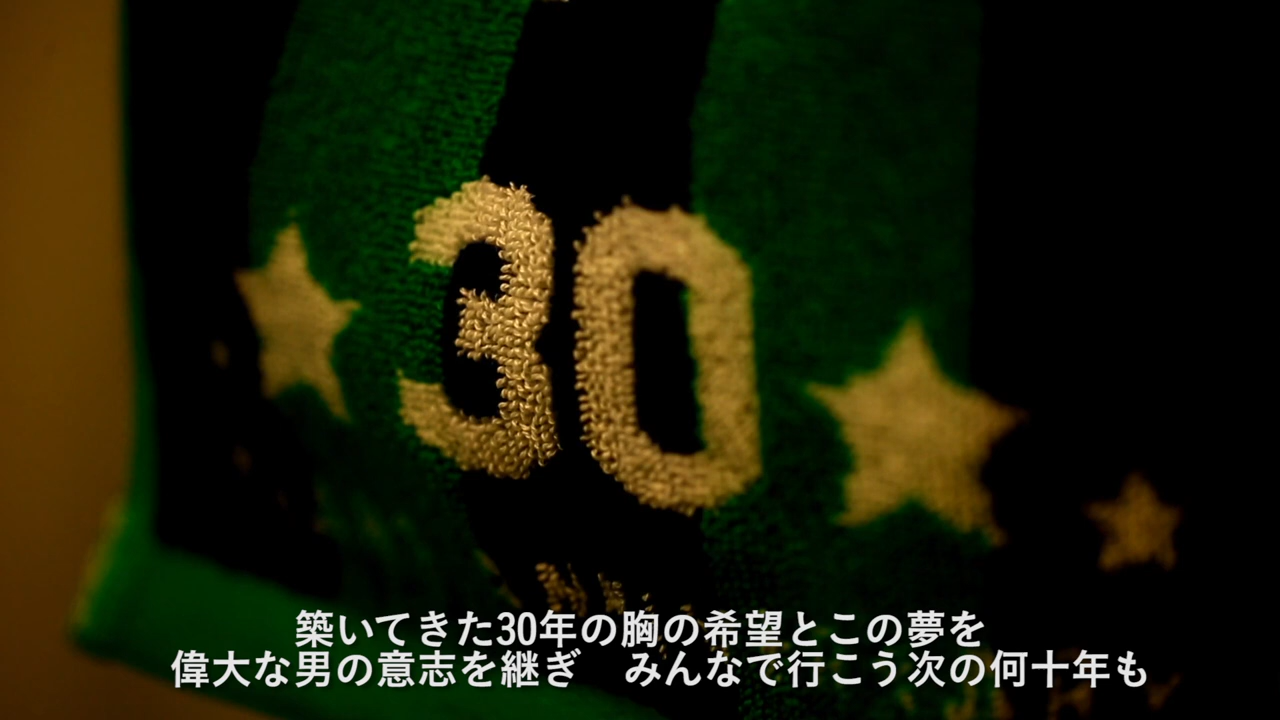 30
築いてきた30年の胸の希望とこの夢を
偉大な男の意志を継ぎ　みんなで行こう次の何十年も